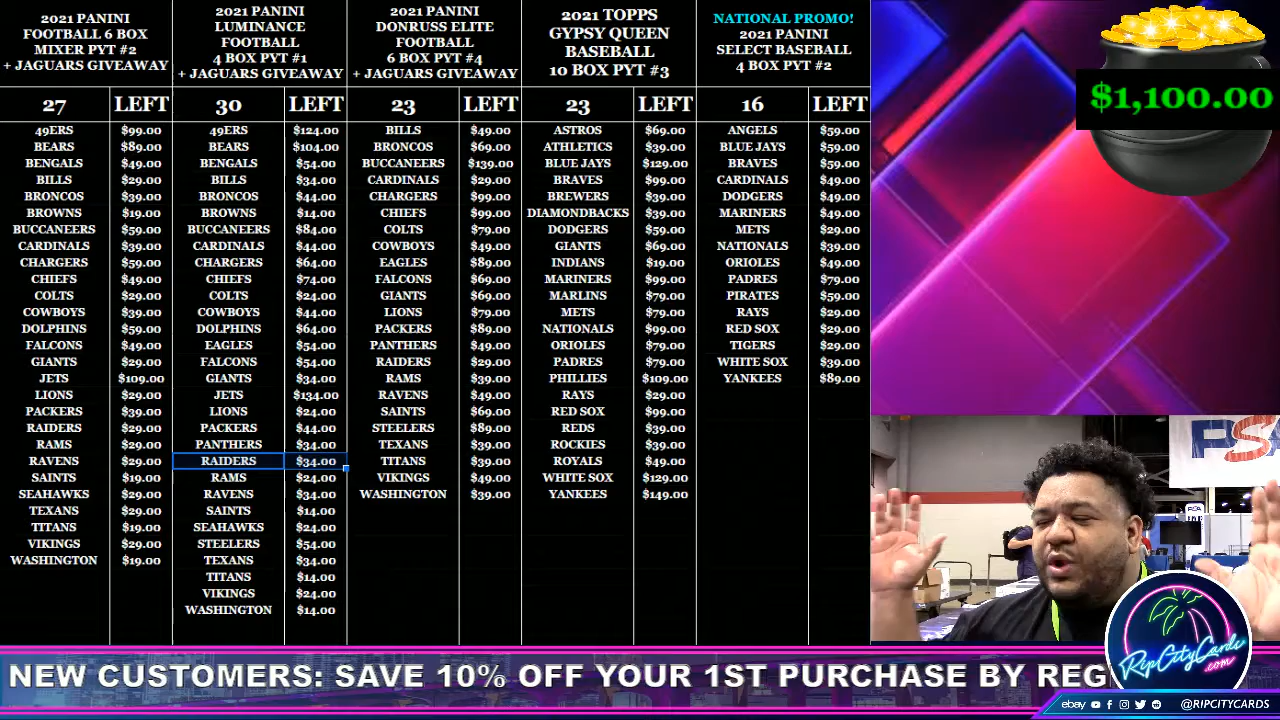 2021 PANINI
FOOTBALL 6 BOX
MIXER PYT #2
+ JAGUARS GIVEAWAY
27 LEFT
49ERS $99.00
BEARS $89.00
BENGALS $49.00
BILLS $29.00
BRONCOS $39.00
BROWNS $19.00
BUCCANEERS $59.00
CARDINALS $39.00
CHARGERS $59.00
CHIEFS $49.00
COLTS $29.00
COWBOYS $39.00
DOLPHINS $59.00
FALCONS $49.00
GIANTS $29.00
JETS $109.00
LIONS $29.00
PACKERS $39.00
RAIDERS $29.00
RAMS $29.00
RAVENS $29.00
SAINTS $19.00
SEAHAWKS $29.00
TEXANS $29.00
TITANS $19.00
VIKINGS $29.00
WASHINGTON $19.00
2021 PANINI
LUMINANCE
FOOTBALL
4 BOX PYT #1
+ JAGUARS GIVEAWAY
30 LEFT
49ERS $124.00
BEARS $104.00
BENGALS $54.00
BILLS $34.00
BRONCOS $44.00
BROWNS $14.00
BUCCANEERS $84.00
CARDINALS $44.00
CHARGERS $64.00
CHIEFS $74.00
COLTS $24.00
COWBOYS $44.00
DOLPHINS $64.00
EAGLES $54.00
FALCONS $54.00
GIANTS $34.00
JETS $134.00
LIONS $24.00
PACKERS $44.00
PANTHERS $34.00
RAIDERS $34.00
RAMS $24.00
RAVENS $34.00
SAINTS $14.00
SEAHAWKS $24.00
STEELERS $54.00
TEXANS $34.00
TITANS $14.00
VIKINGS $24.00
WASHINGTON $14.00
2021 PANINI
DONRUSS ELITE
FOOTBALL
6 BOX PYT #4
+ JAGUARS GIVEAWAY
23 LEFT
BILLS $49.00
BRONCOS $69.00
BUCCANEERS $139.00
CARDINALS $29.00
CHARGERS $99.00
CHIEFS $99.00
COLTS $79.00
COWBOYS $49.00
EAGLES $89.00
FALCONS $69.00
GIANTS $69.00
LIONS $79.00
PACKERS $89.00
PANTHERS $49.00
RAIDERS $29.00
RAMS $39.00
RAVENS $49.00
SAINTS $69.00
STEELERS $89.00
TEXANS $39.00
TITANS $39.00
VIKINGS $49.00
WASHINGTON $39.00
2021 TOPPS
GYPSY QUEEN
BASEBALL
10 BOX PYT #3
23 LEFT
ASTROS $69.00
ATHLETICS $39.00
BLUE JAYS $129.00
BRAVES $99.00
BREWERS $39.00
DIAMONDBACKS $39.00
DODGERS $59.00
GIANTS $69.00
INDIANS $19.00
MARINERS $99.00
MARLINS $79.00
METS $79.00
NATIONALS $99.00
ORIOLES $79.00
PADRES $79.00
PHILLIES $109.00
RAYS $29.00
RED SOX $99.00
REDS $39.00
ROCKIES $39.00
ROYALS $49.00
WHITE SOX $129.00
YANKEES $149.00
NATIONAL PROMO!
2021 PANINI
SELECT BASEBALL
4 BOX PYT #2
16 LEFT
ANGELS $59.00
BLUE JAYS $59.00
BRAVES $59.00
CARDINALS $49.00
DODGERS $49.00
MARINERS $49.00
METS $29.00
NATIONALS $39.00
ORIOLES $49.00
PADRES $79.00
PIRATES $59.00
RAYS $29.00
RED SOX $29.00
TIGERS $29.00
WHITE SOX $39.00
YANKEES $89.00
$1,100.00
PSA
RipCityCards
.com
NEW CUSTOMERS: SAVE 10% OFF YOUR 1ST PURCHASE BY REG
ebay @RIPCITYCARDS